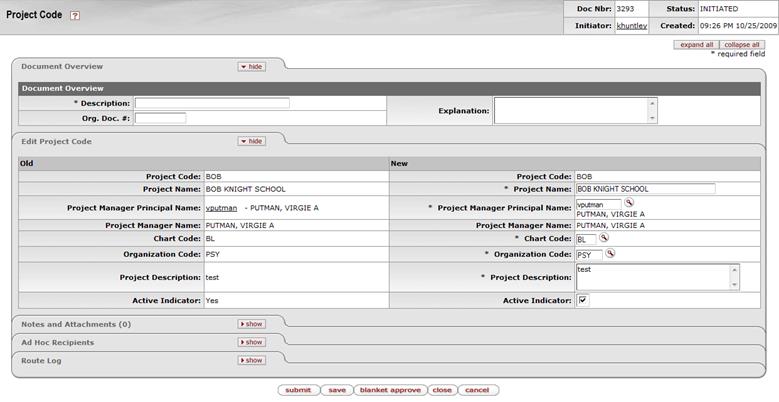 Project Code ?
Doc Nbr: 3293 Status: INITIATED
Initiator: khuntley Created: 09:26 PM 10/25/2009
expand all collapse all
* required field
Document Overview hide
Document Overview
* Description: Explanation:
Org. Doc. #:
Edit Project Code hide
Old New
Project Code: BOB Project Code: BOB
Project Name: BOB KNIGHT SCHOOL * Project Name: BOB KNIGHT SCHOOL
Project Manager Principal Name: vputman - PUTMAN, VIRGIE A * Project Manager Principal Name: vputman
PUTMAN, VIRGIE A
Project Manager Name: PUTMAN, VIRGIE A Project Manager Name: PUTMAN, VIRGIE A
Chart Code: BL * Chart Code: BL
Organization Code: PSY * Organization Code: PSY
Project Description: test * Project Description: test
Active Indicator: Yes Active Indicator:
Notes and Attachments (0) show
Ad Hoc Recipients show
Route Log show
submit save blanket approve close cancel